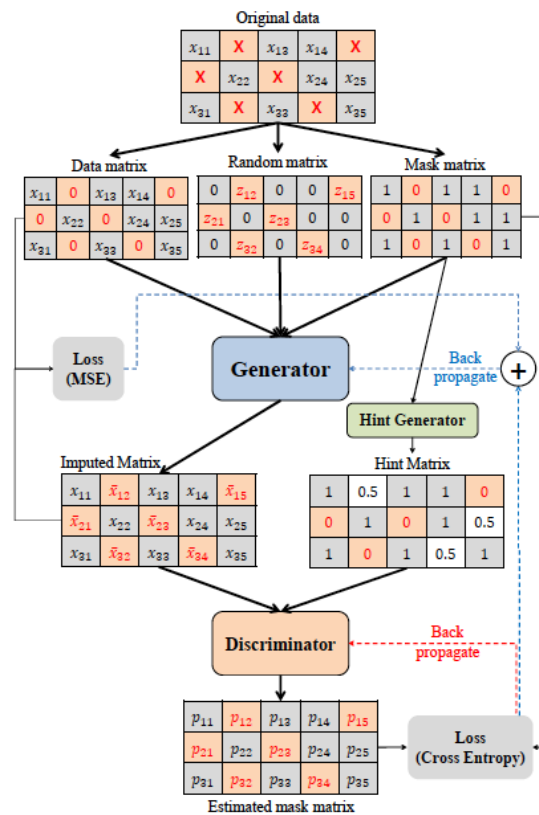 Original data
x₁₁ X x₁₃ x₁₄ X
X x₂₂ X x₂₄ x₂₅
x₃₁ X x₃₃ X x₃₅
Data matrix
x₁₁ 0 x₁₃ x₁₄ 0
0 x₂₂ 0 x₂₄ x₂₅
x₃₁ 0 x₃₃ 0 x₃₅
Random matrix
0 z₁₂ 0 0 z₁₅
z₂₁ 0 z₂₃ 0 0
0 z₃₂ 0 z₃₄ 0
Mask matrix
1 0 1 1 0
0 1 0 1 1
1 0 1 0 1
Loss
(MSE)
Generator
Back
propagate
+
Hint Generator
Imputed Matrix
x₁₁ x̄₁₂ x₁₃ x₁₄ x̄₁₅
x̄₂₁ x₂₂ x̄₂₃ x₂₄ x₂₅
x₃₁ x̄₃₂ x₃₃ x̄₃₄ x₃₅
Hint Matrix
1 0.5 1 1 0
0 1 0 1 0.5
1 0 1 0.5 1
Discriminator
Back
propagate
p₁₁ p₁₂ p₁₃ p₁₄ p₁₅
p₂₁ p₂₂ p₂₃ p₂₄ p₂₅
p₃₁ p₃₂ p₃₃ p₃₄ p₃₅
Estimated mask matrix
Loss
(Cross Entropy)